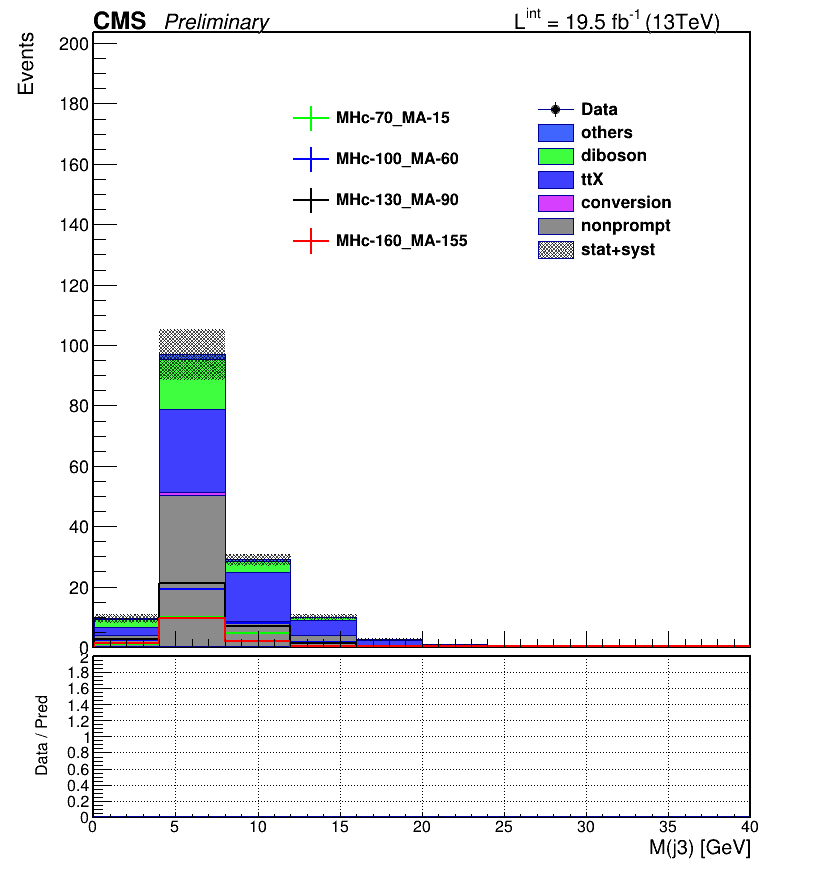 CMS Preliminary L^int = 19.5 fb^-1 (13TeV)
Events
200
180
160
140
120
100
80
60
40
20
0
MHc-70_MA-15
MHc-100_MA-60
MHc-130_MA-90
MHc-160_MA-155
Data
others
diboson
ttX
conversion
nonprompt
stat+syst
Data / Pred
2
1.8
1.6
1.4
1.2
1
0.8
0.6
0.4
0.2
0
0 5 10 15 20 25 30 35 40
M(j3) [GeV]